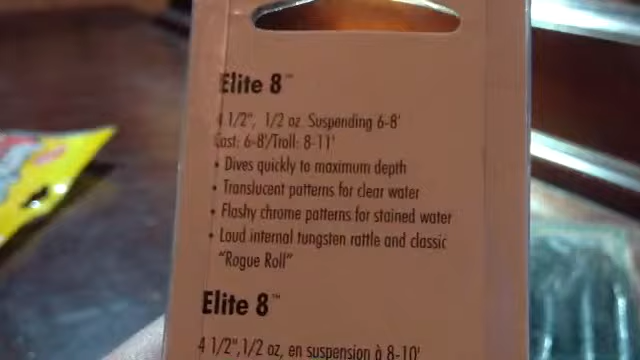 Elite 8™
4 1/2", 1/2 oz. Suspending 6-8'
Cast: 6-8'/Troll: 8-11'
• Dives quickly to maximum depth
• Translucent patterns for clear water
• Flashy chrome patterns for stained water
• Loud internal tungsten rattle and classic
"Rogue Roll"
Elite 8™
4 1/2",1/2 oz, en suspension à 8-10'